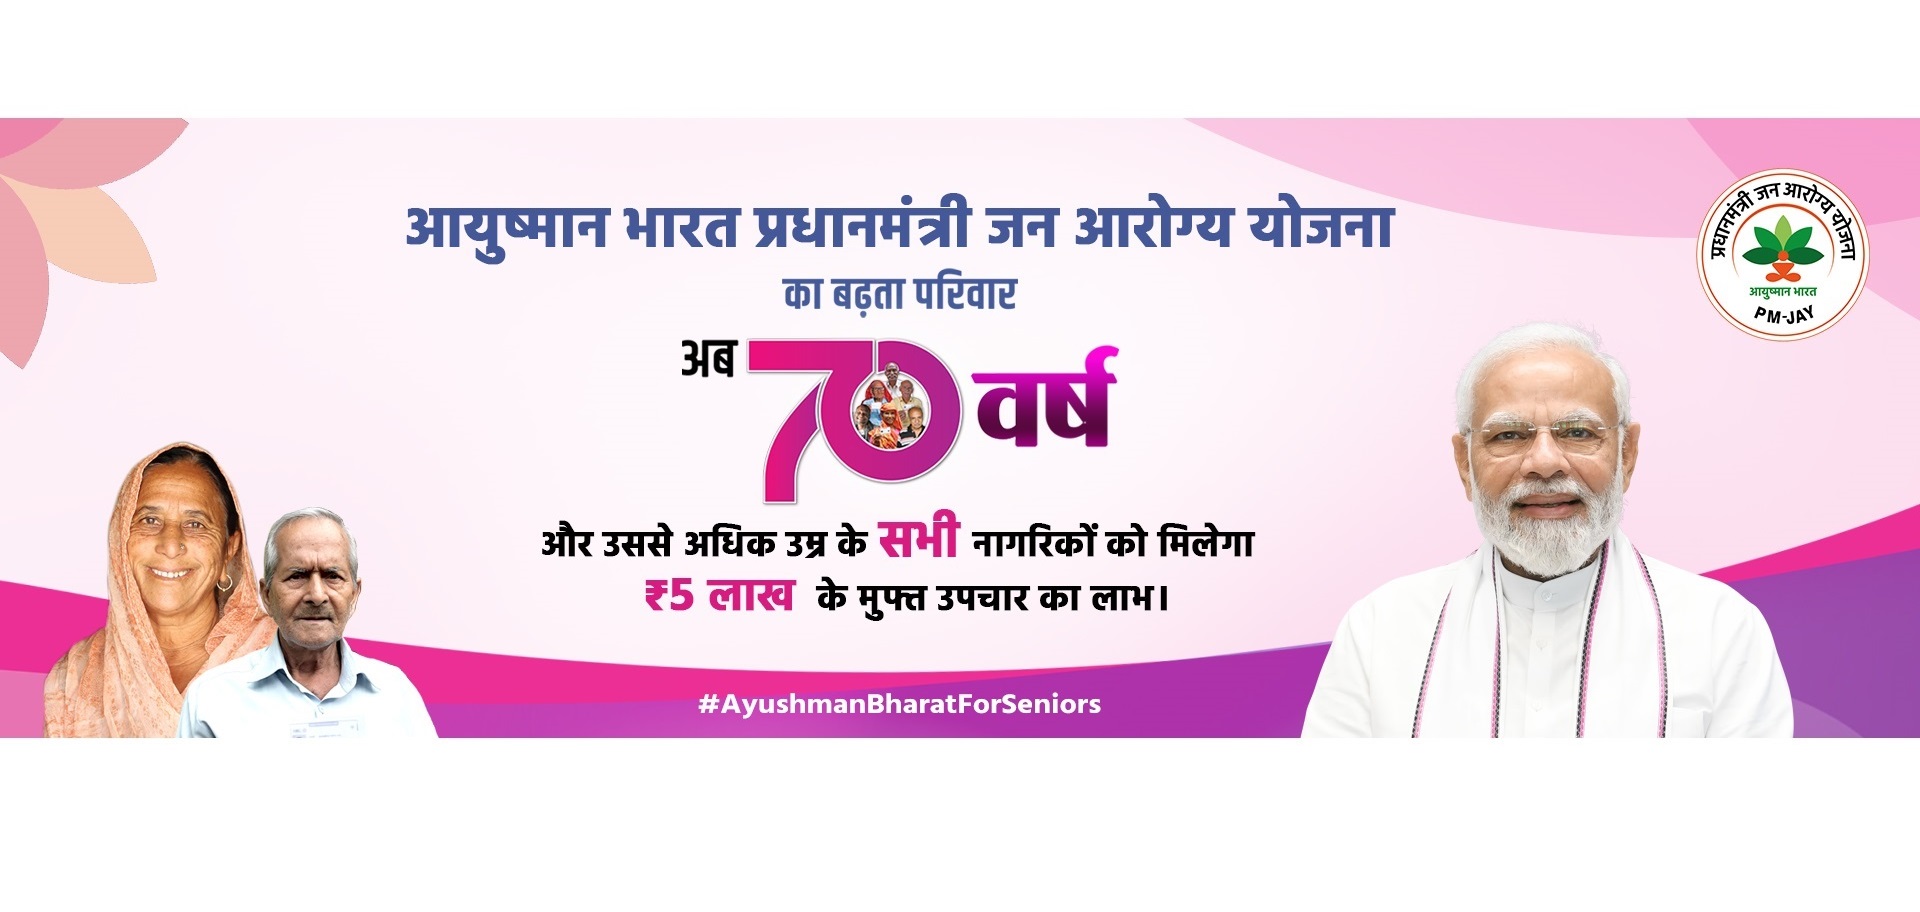 आयुष्मान भारत प्रधानमंत्री जन आरोग्य योजना
का बढ़ता परिवार
अब 70 वर्ष
और उससे अधिक उम्र के सभी नागरिकों को मिलेगा
₹5 लाख के मुफ्त उपचार का लाभ।
#AyushmanBharatForSeniors
प्रधानमंत्री जन आरोग्य योजना
आयुष्मान भारत
PM-JAY